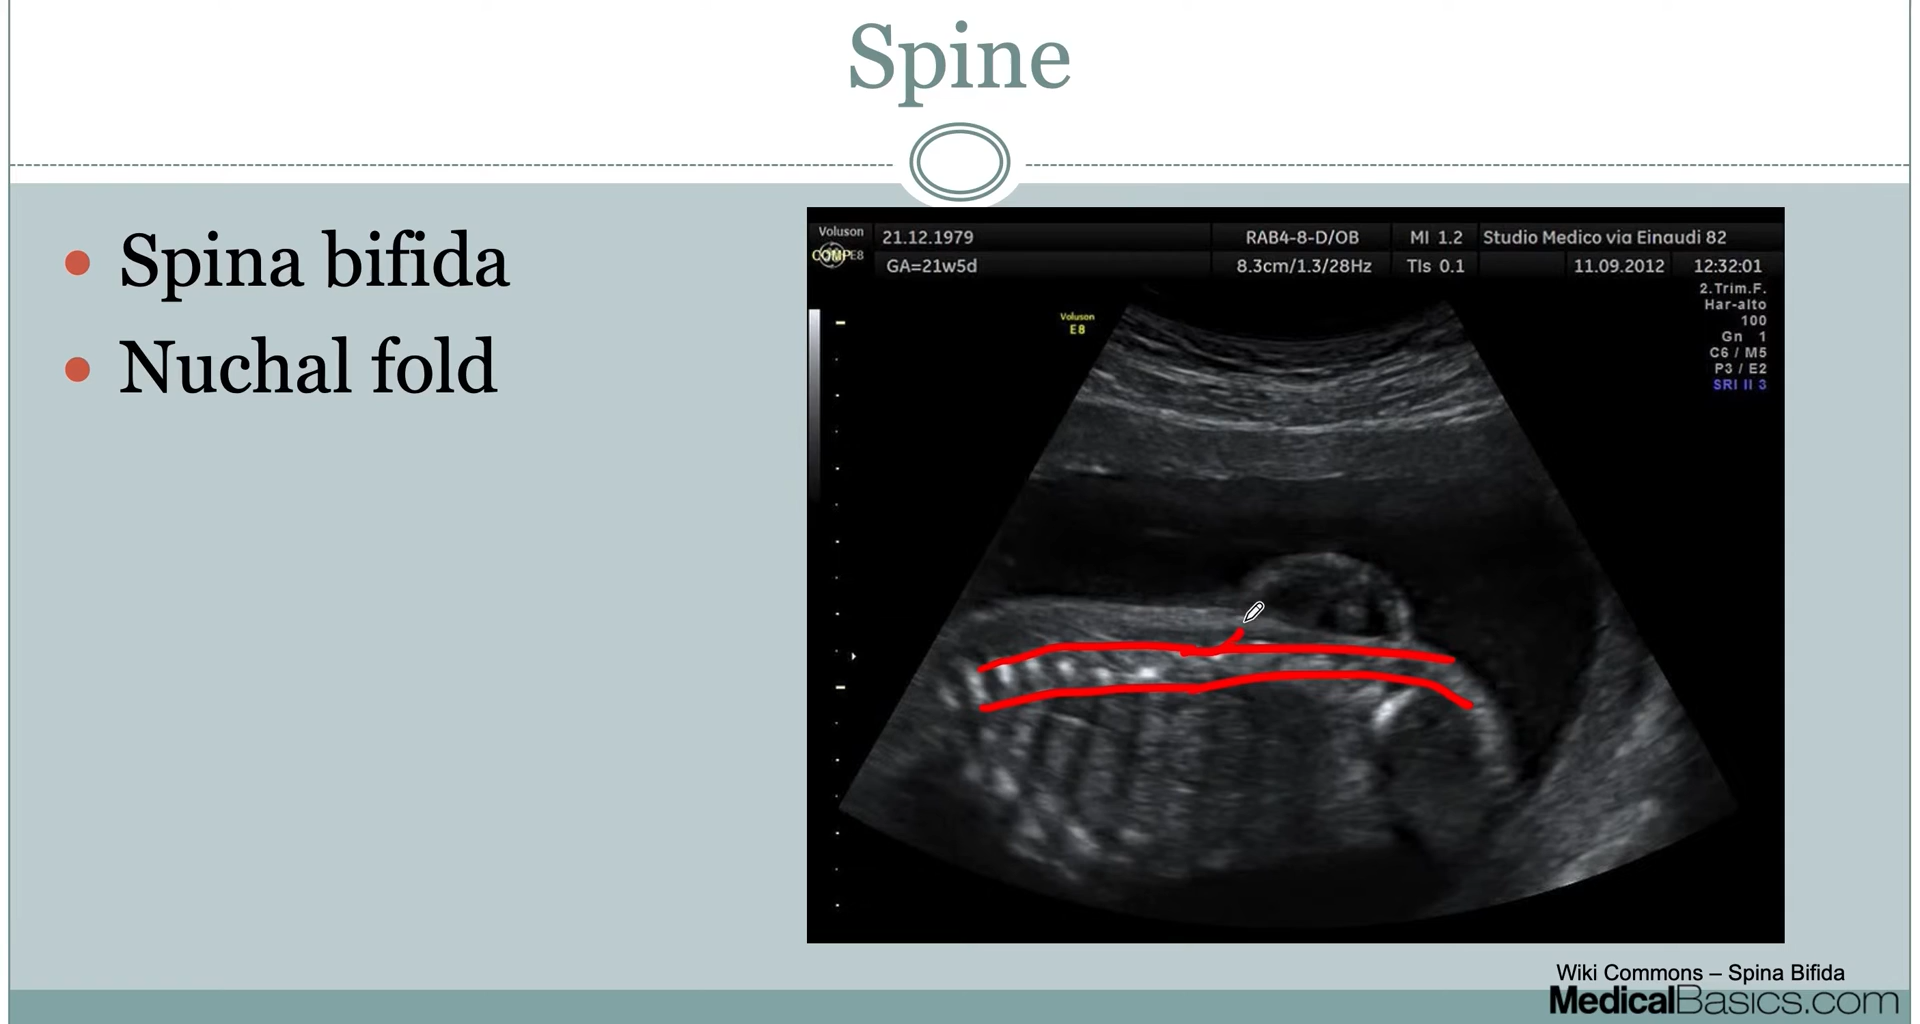 Spine
Spina bifida
Nuchal fold
Voluson
E8
21.12.1979
RAB4-8-D/OB
MI 1.2
Studio Medico via Einaudi 82
COMP
GA=21w5d
8.3cm/1.3/28Hz
TIs 0.1
11.09.2012
12:32:01
2.Trim.F.
Har-alto
100
Gn 1
C6 / M5
P3 / E2
SRI II 3
Voluson
E8
Wiki Commons – Spina Bifida
MedicalBasics.com